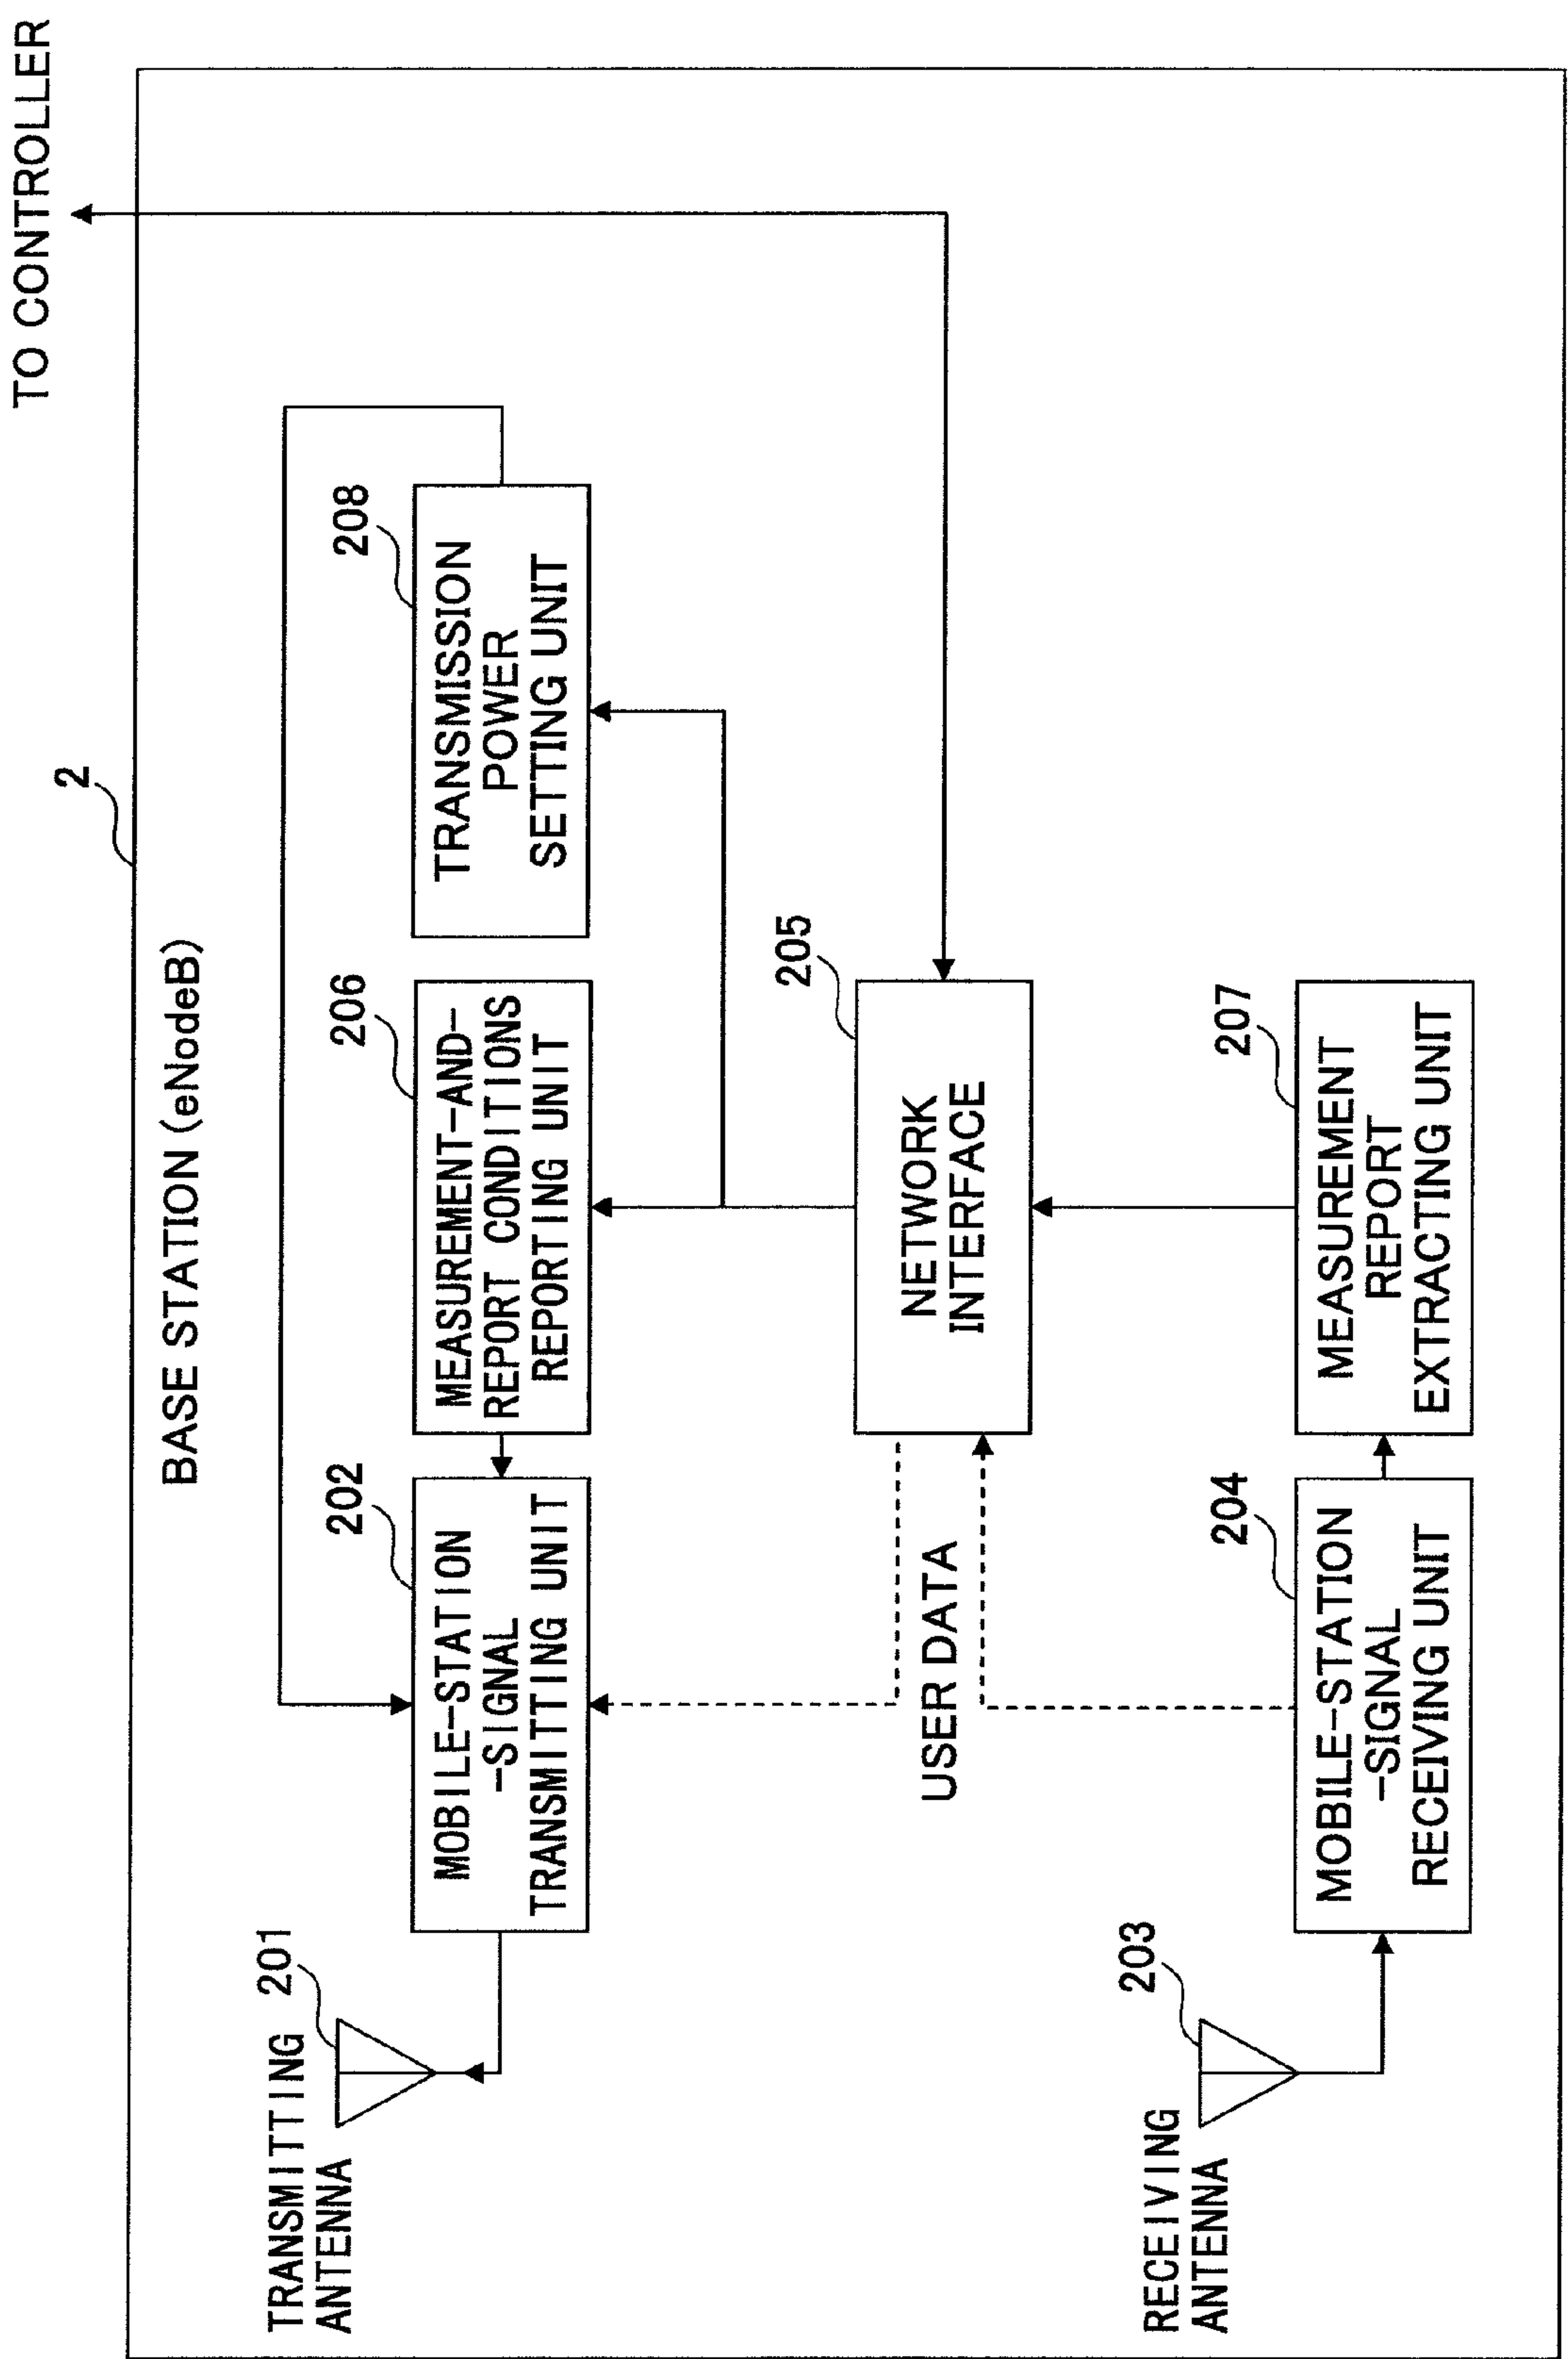 TO CONTROLLER
2
BASE STATION (eNodeB)
TRANSMITTING
ANTENNA
201
202
MOBILE-STATION
-SIGNAL
TRANSMITTING UNIT
206
MEASUREMENT-AND-
REPORT CONDITIONS
REPORTING UNIT
208
TRANSMISSION
POWER
SETTING UNIT
205
NETWORK
INTERFACE
USER DATA
RECEIVING
ANTENNA
203
204
MOBILE-STATION
-SIGNAL
RECEIVING UNIT
207
MEASUREMENT
REPORT
EXTRACTING UNIT